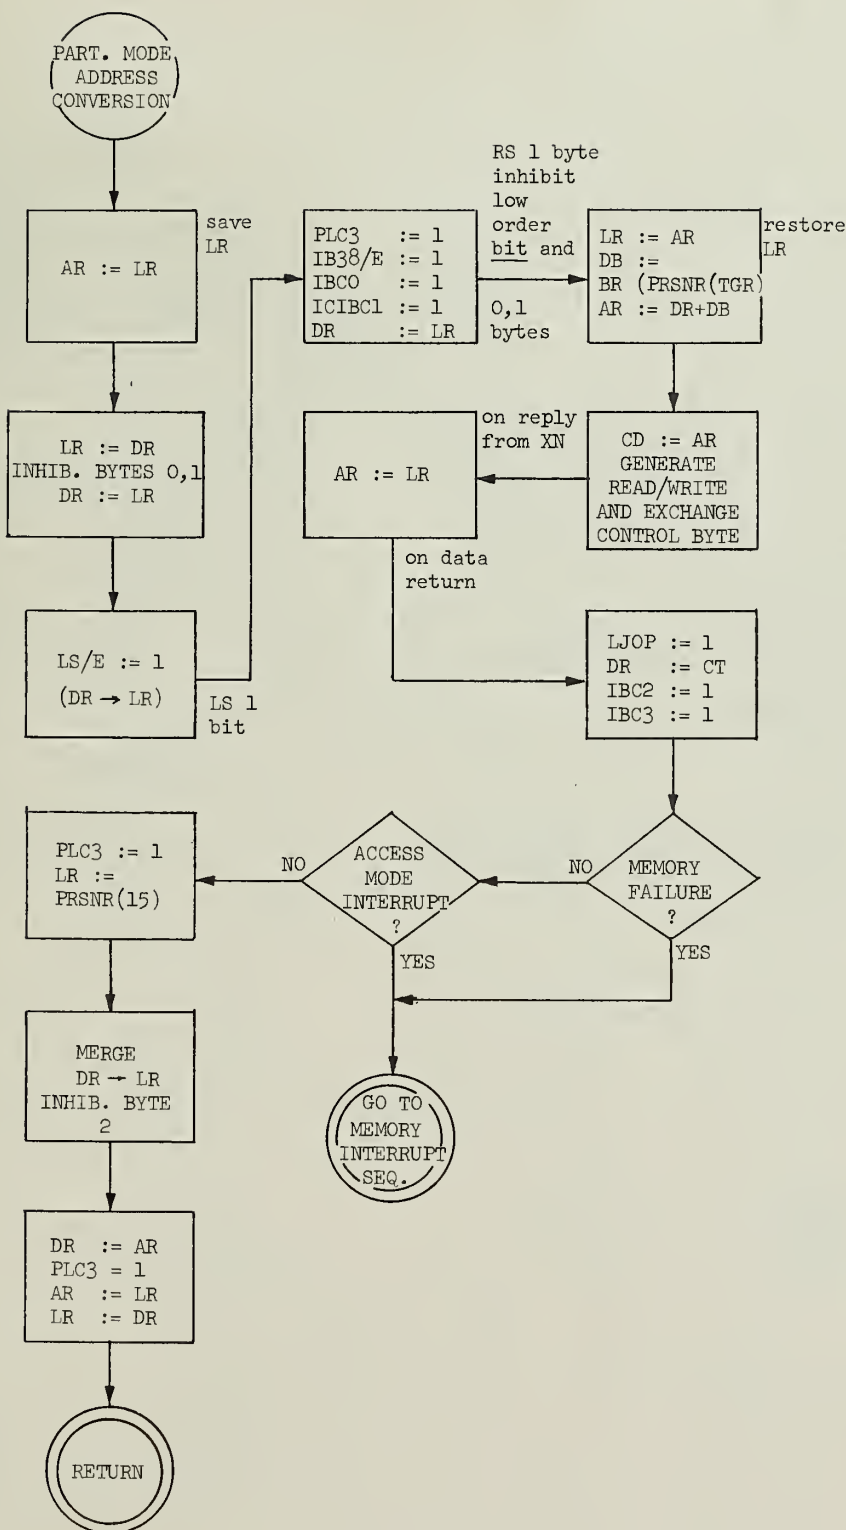 PART. MODE
ADDRESS
CONVERSION
save
LR
AR := LR
LR := DR
INHIB. BYTES 0,1
DR := LR
LS/E := 1
(DR → LR)
LS 1
bit
PLC3 := 1
IB38/E := 1
IBC0 := 1
ICIBC1 := 1
DR := LR
RS 1 byte
inhibit
low
order
bit and
0,1
bytes
LR := AR
DB :=
BR (PRSNR(TGR)
AR := DR+DB
restore
LR
CD := AR
GENERATE
READ/WRITE
AND EXCHANGE
CONTROL BYTE
on reply
from XN
AR := LR
on data
return
LJOP := 1
DR := CT
IBC2 := 1
IBC3 := 1
MEMORY
FAILURE
?
NO
YES
ACCESS
MODE
INTERRUPT
?
NO
YES
GO TO
MEMORY
INTERRUPT
SEQ.
PLC3 := 1
LR :=
PRSNR(15)
MERGE
DR → LR
INHIB. BYTE
2
DR := AR
PLC3 = 1
AR := LR
LR := DR
RETURN